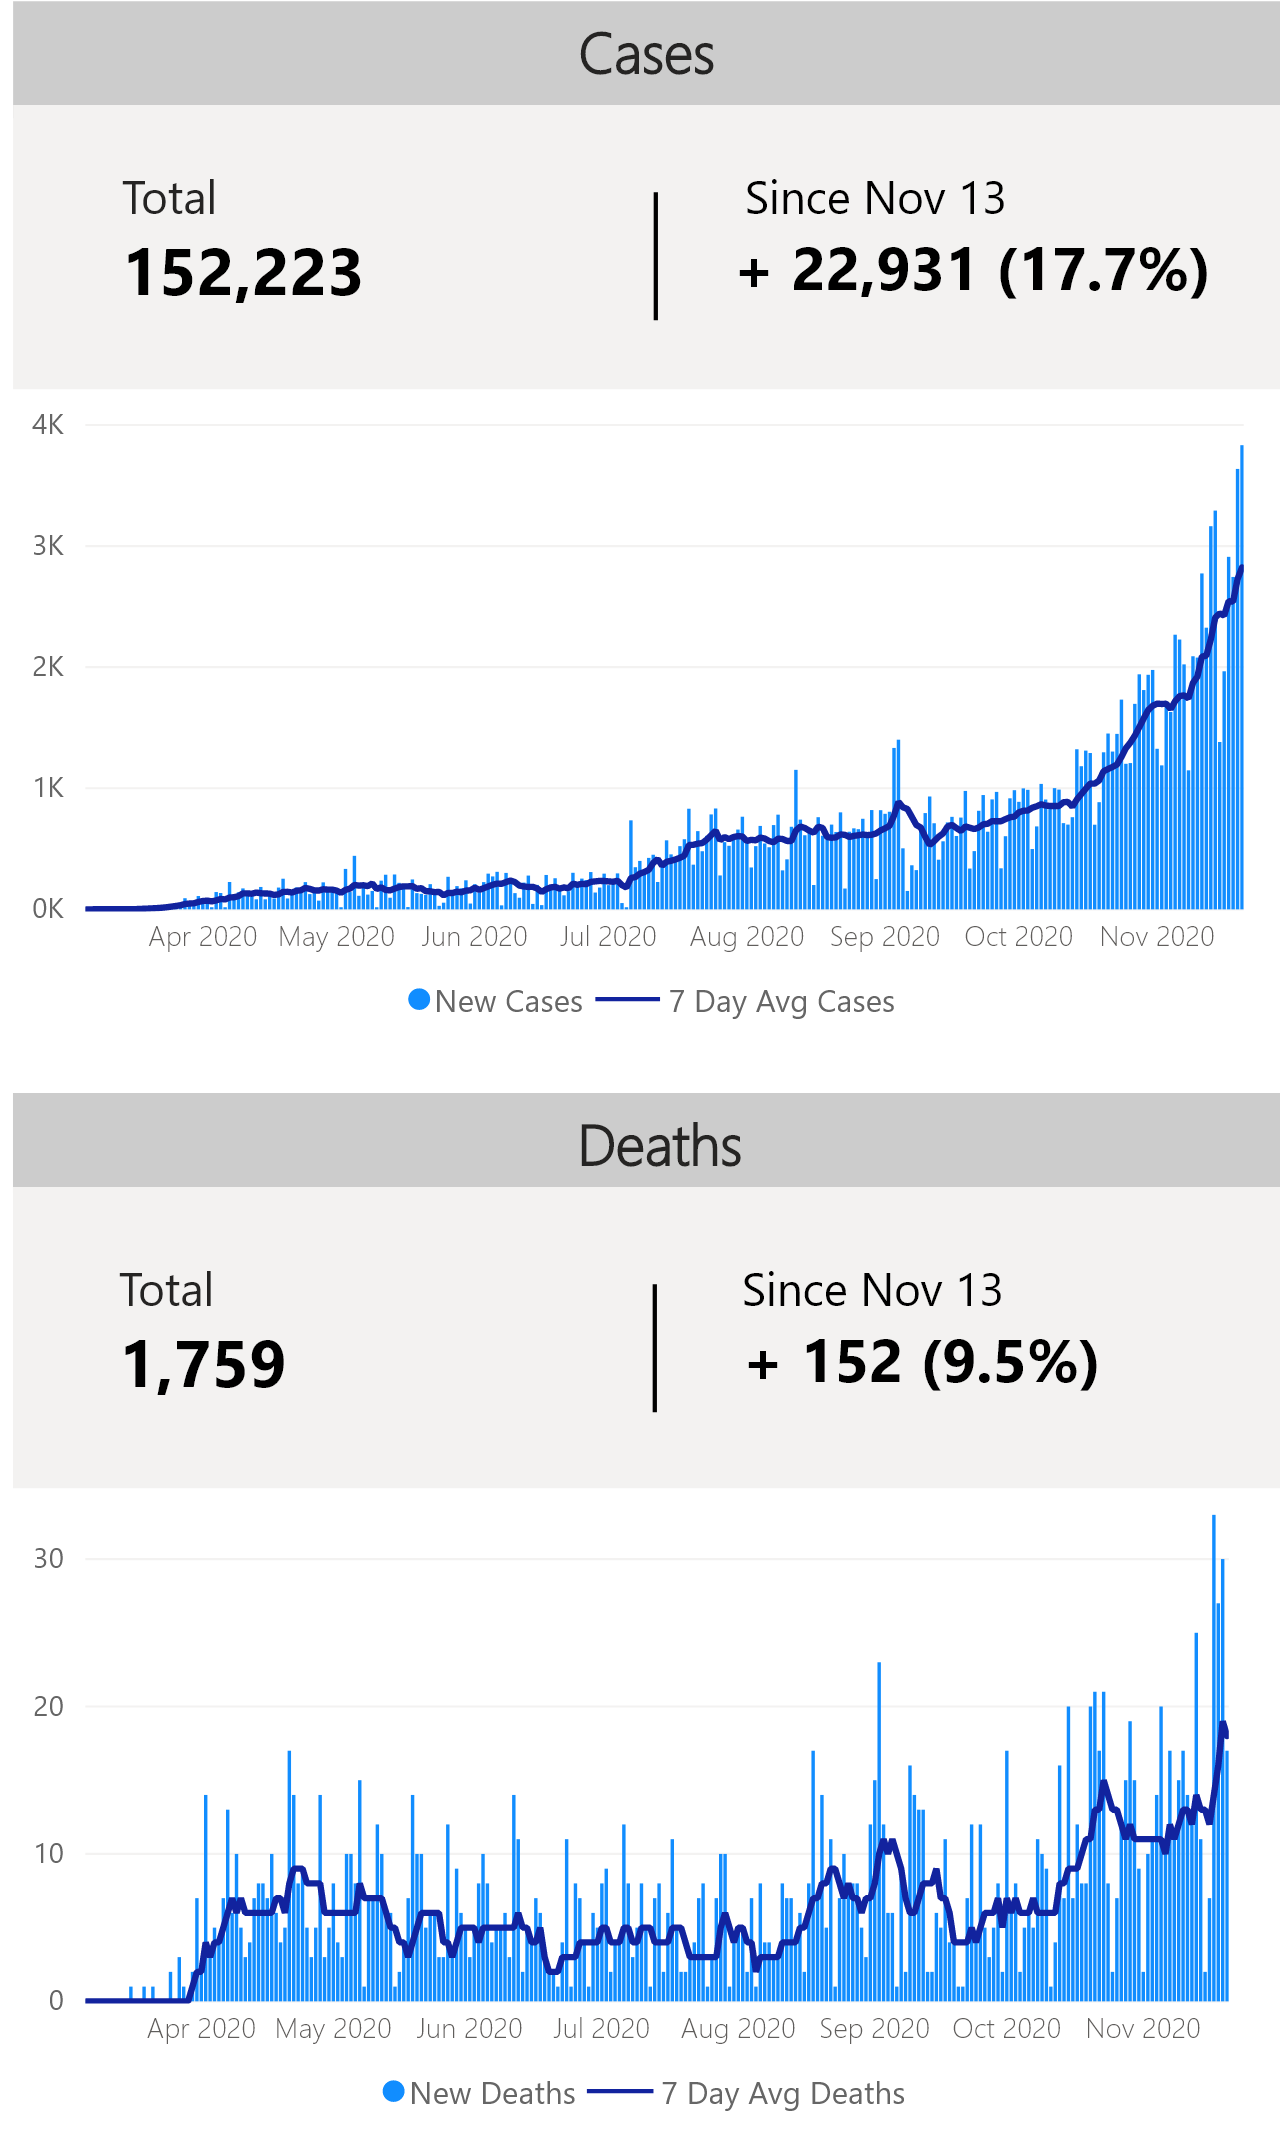 Cases
Total
Since Nov 13
152,223
+ 22,931 (17.7%)
4K
3K
2K
1K
0K
Apr 2020 May 2020 Jun 2020 Jul 2020 Aug 2020 Sep 2020 Oct 2020 Nov 2020
New Cases 7 Day Avg Cases
Deaths
Total
Since Nov 13
1,759
+ 152 (9.5%)
30
20
10
0
Apr 2020 May 2020 Jun 2020 Jul 2020 Aug 2020 Sep 2020 Oct 2020 Nov 2020
New Deaths 7 Day Avg Deaths